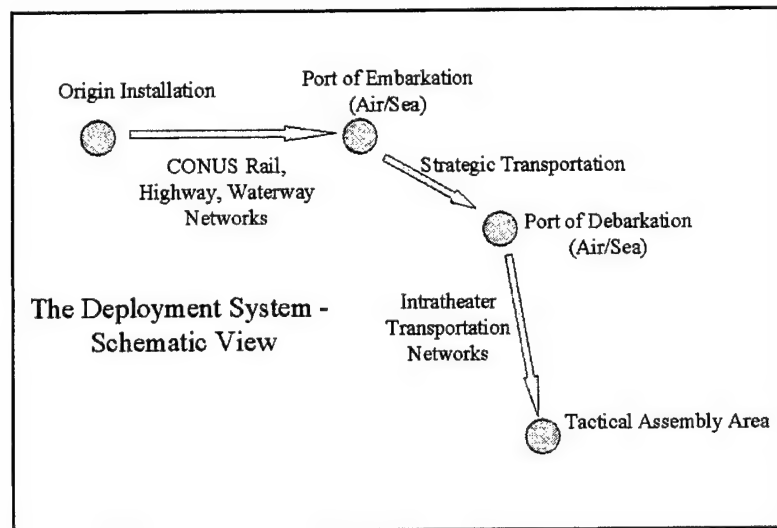 Origin Installation
Port of Embarkation
(Air/Sea)
CONUS Rail,
Highway, Waterway
Networks
Strategic Transportation
Port of Debarkation
(Air/Sea)
The Deployment System -
Schematic View
Intratheater
Transportation
Networks
Tactical Assembly Area